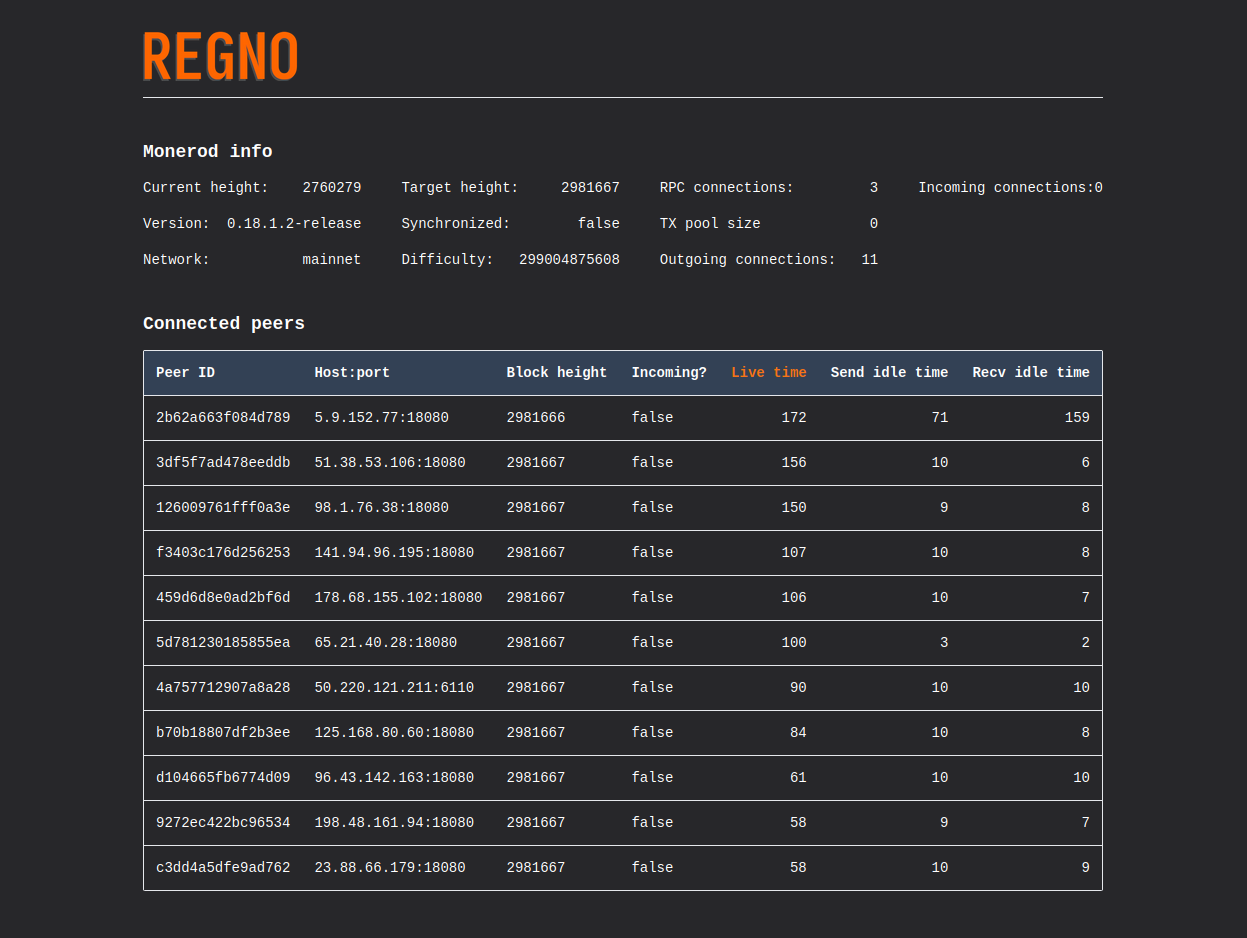 REGNO
Monerod info
Current height: 2760279 Target height: 2981667 RPC connections: 3 Incoming connections:0
Version: 0.18.1.2-release Synchronized: false TX pool size 0
Network: mainnet Difficulty: 299004875608 Outgoing connections: 11
Connected peers
Peer ID Host:port Block height Incoming? Live time Send idle time Recv idle time
2b62a663f084d789 5.9.152.77:18080 2981666 false 172 71 159
3df5f7ad478eeddb 51.38.53.106:18080 2981667 false 156 10 6
126009761fff0a3e 98.1.76.38:18080 2981667 false 150 9 8
f3403c176d256253 141.94.96.195:18080 2981667 false 107 10 8
459d6d8e0ad2bf6d 178.68.155.102:18080 2981667 false 106 10 7
5d781230185855ea 65.21.40.28:18080 2981667 false 100 3 2
4a757712907a8a28 50.220.121.211:6110 2981667 false 90 10 10
b70b18807df2b3ee 125.168.80.60:18080 2981667 false 84 10 8
d104665fb6774d09 96.43.142.163:18080 2981667 false 61 10 10
9272ec422bc96534 198.48.161.94:18080 2981667 false 58 9 7
c3dd4a5dfe9ad762 23.88.66.179:18080 2981667 false 58 10 9